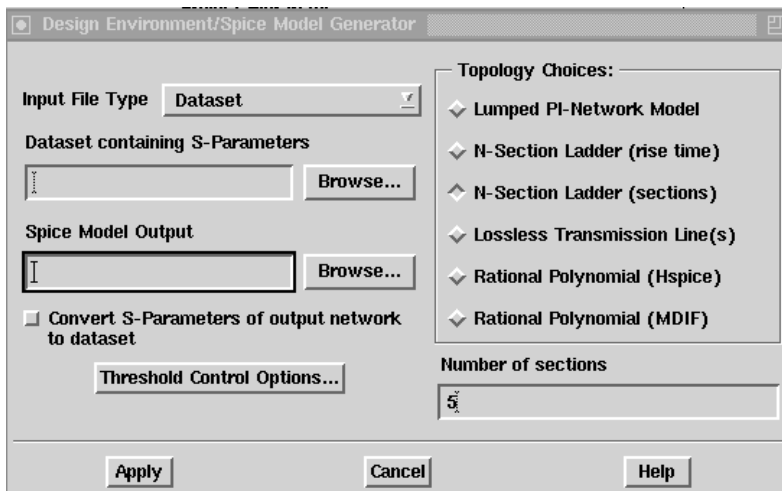 Design Environment/Spice Model Generator
Input File Type Dataset
Dataset containing S-Parameters
Browse...
Spice Model Output
Browse...
Convert S-Parameters of output network
to dataset
Threshold Control Options...
Topology Choices:
Lumped PI-Network Model
N-Section Ladder (rise time)
N-Section Ladder (sections)
Lossless Transmission Line(s)
Rational Polynomial (Hspice)
Rational Polynomial (MDIF)
Number of sections
5
Apply Cancel Help